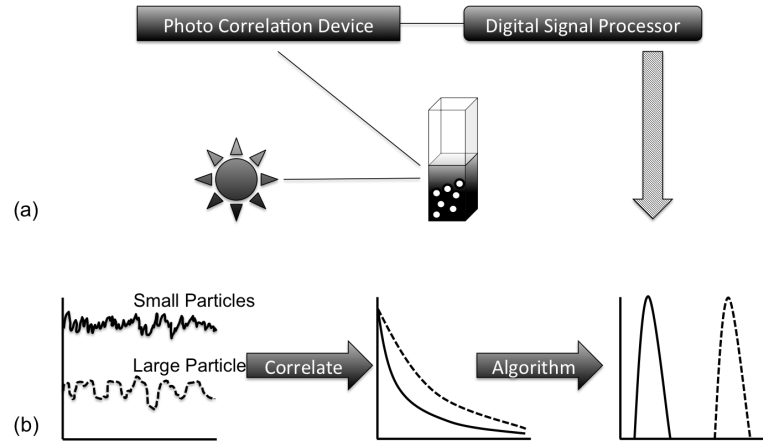 Photo Correlation Device
Digital Signal Processor
(a)
Small Particles
Large Particle
Correlate
Algorithm
(b)